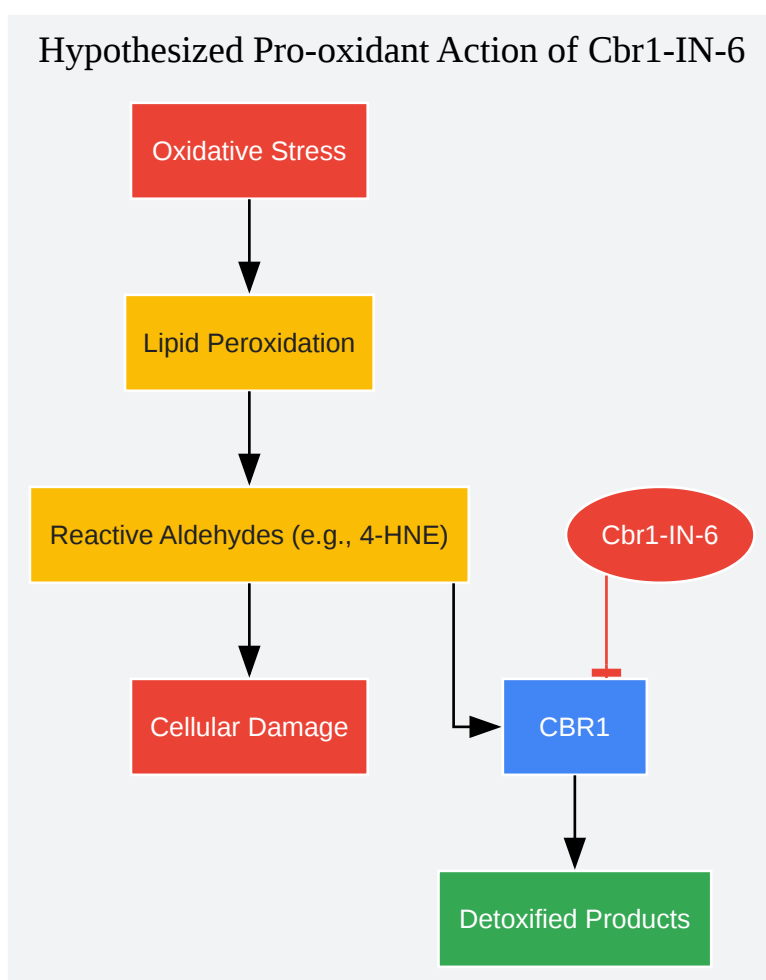 Hypothesized Pro-oxidant Action of Cbr1-IN-6
Oxidative Stress
Lipid Peroxidation
Reactive Aldehydes (e.g., 4-HNE)
Cbr1-IN-6
Cellular Damage
CBR1
Detoxified Products